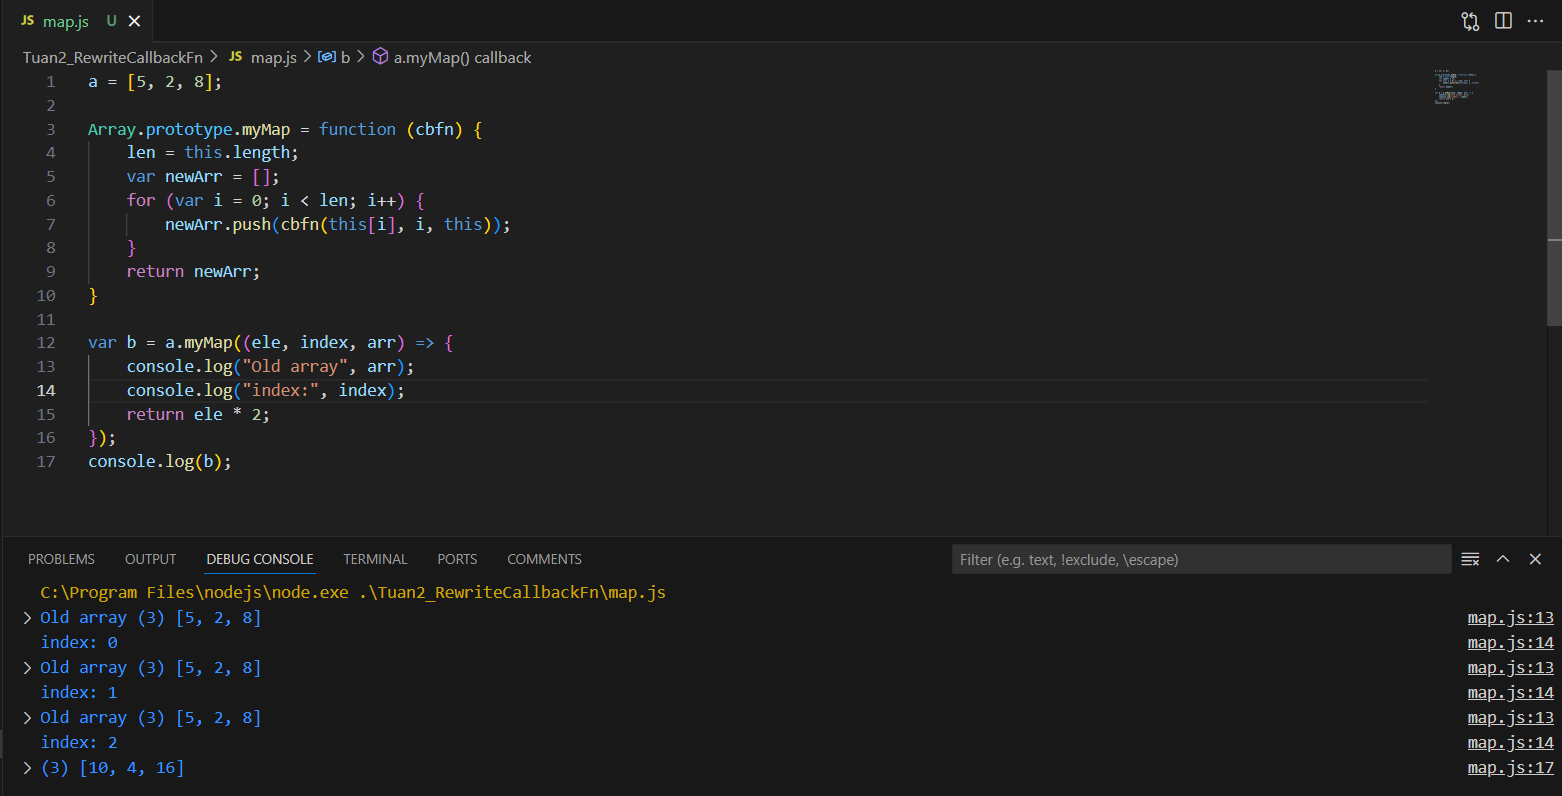 JS map.js U
Tuan2_RewriteCallbackFn > JS map.js > b > a.myMap() callback
1 a = [5, 2, 8];
2
3 Array.prototype.myMap = function (cbfn) {
4     len = this.length;
5     var newArr = [];
6     for (var i = 0; i < len; i++) {
7         newArr.push(cbfn(this[i], i, this));
8     }
9     return newArr;
10 }
11
12 var b = a.myMap((ele, index, arr) => {
13     console.log("Old array", arr);
14     console.log("index:", index);
15     return ele * 2;
16 });
17 console.log(b);
PROBLEMS OUTPUT DEBUG CONSOLE TERMINAL PORTS COMMENTS Filter (e.g. text, !exclude, \escape)
C:\Program Files\nodejs\node.exe .\Tuan2_RewriteCallbackFn\map.js
> Old array (3) [5, 2, 8] map.js:13
index: 0 map.js:14
> Old array (3) [5, 2, 8] map.js:13
index: 1 map.js:14
> Old array (3) [5, 2, 8] map.js:13
index: 2 map.js:14
> (3) [10, 4, 16] map.js:17